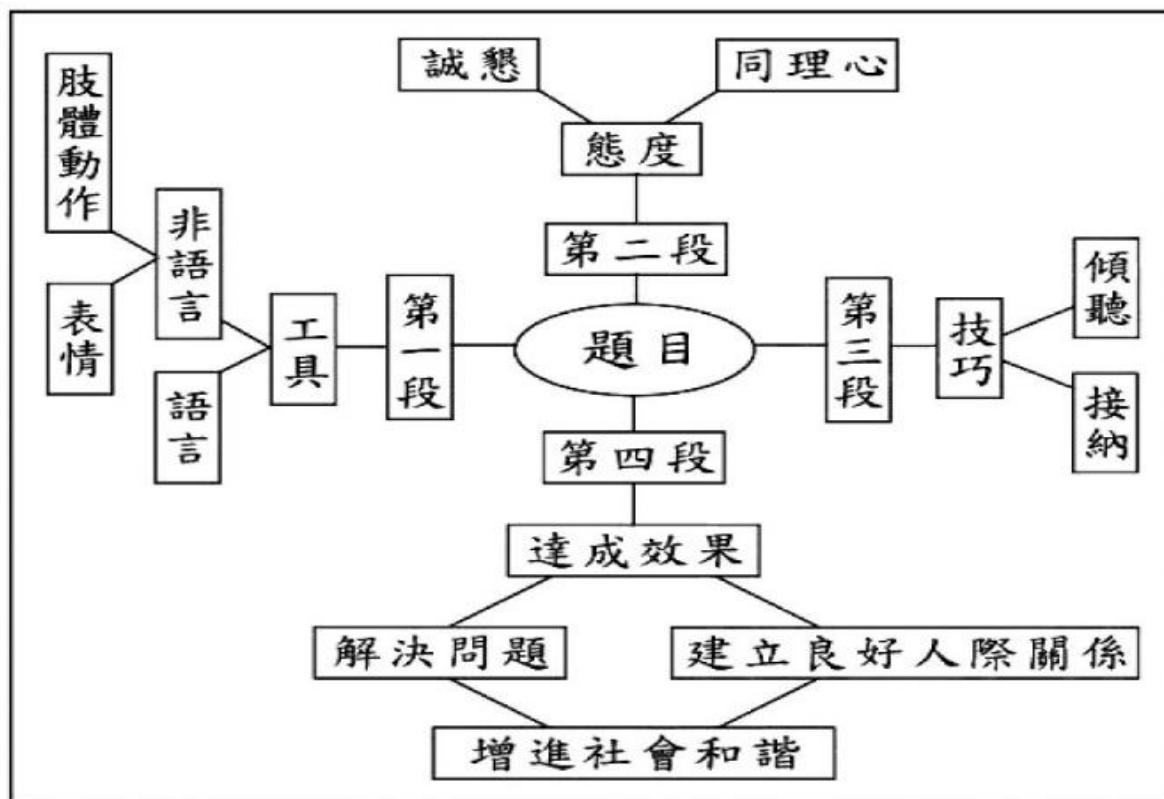 誠懇
同理心
態度
第二段
肢體動作
表情
非語言
語言
工具
第一段
題目
第三段
技巧
傾聽
接納
第四段
達成效果
解決問題
建立良好人際關係
增進社會和諧